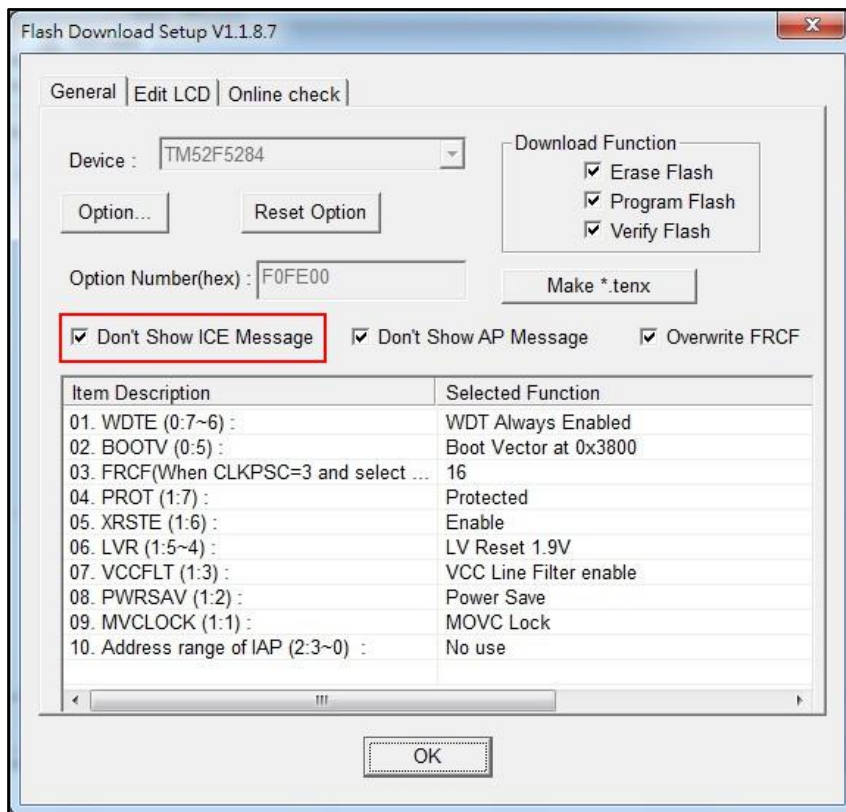 Flash Download Setup V1.1.8.7
General Edit LCD Online check
Device : TM52F5284
Download Function
Erase Flash
Program Flash
Verify Flash
Option... Reset Option
Option Number(hex) : F0FE00
Make *.tenx
Don't Show ICE Message Don't Show AP Message Overwrite FRCF
Item Description Selected Function
01. WDTE (0:7~6) : WDT Always Enabled
02. BOOTV (0:5) : Boot Vector at 0x3800
03. FRCF(When CLKPSC=3 and select ... 16
04. PROT (1:7) : Protected
05. XRSTE (1:6) : Enable
06. LVR (1:5~4) : LV Reset 1.9V
07. VCCFLT (1:3) : VCC Line Filter enable
08. PWRSAV (1:2) : Power Save
09. MVCLOCK (1:1) : MOVC Lock
10. Address range of IAP (2:3~0) : No use
OK